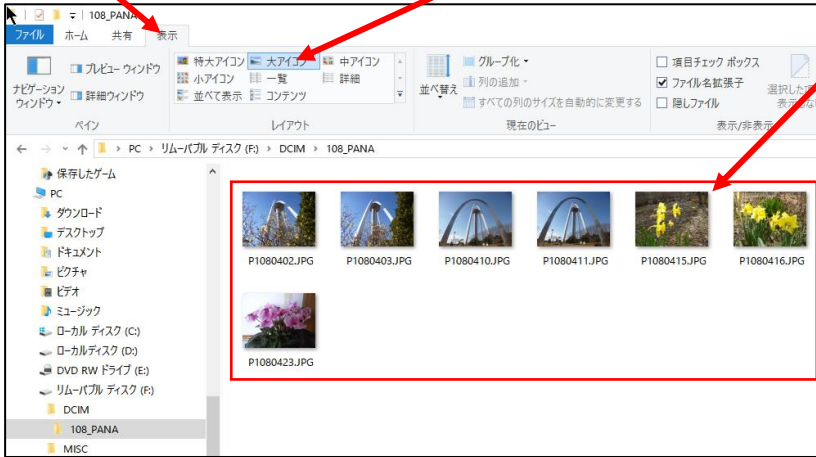 108_PANA
ファイル ホーム 共有 表示
ナビゲーション ウィンドウ
プレビュー ウィンドウ
詳細ウィンドウ
ペイン
特大アイコン 大アイコン 中アイコン
小アイコン 一覧 詳細
並べて表示 コンテンツ
レイアウト
並べ替え
グループ化
列の追加
すべての列のサイズを自動的に変更する
現在のビュー
項目チェック ボックス
ファイル名拡張子
隠しファイル
選択した
表示
表示/非表示
PC > リムーバブル ディスク (F:) > DCIM > 108_PANA
保存したゲーム
PC
ダウンロード
デスクトップ
ドキュメント
ピクチャ
ビデオ
ミュージック
ローカル ディスク (C:)
ローカルディスク (D:)
DVD RW ドライブ (E:)
リムーバブル ディスク (F:)
DCIM
108_PANA
MISC
P1080402.JPG P1080403.JPG P1080410.JPG P1080411.JPG P1080415.JPG P1080416.JPG
P1080423.JPG